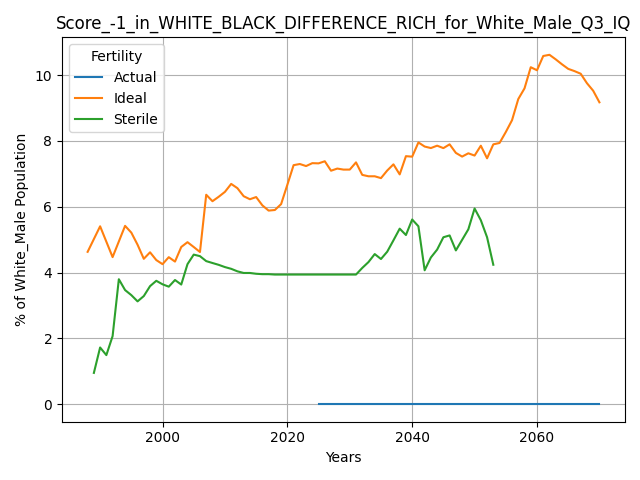 Score_-1_in_WHITE_BLACK_DIFFERENCE_RICH_for_White_Male_Q3_IQ
Fertility
Actual
Ideal
Sterile
% of White_Male Population
10
8
6
4
2
0
2000
2020
2040
2060
Years